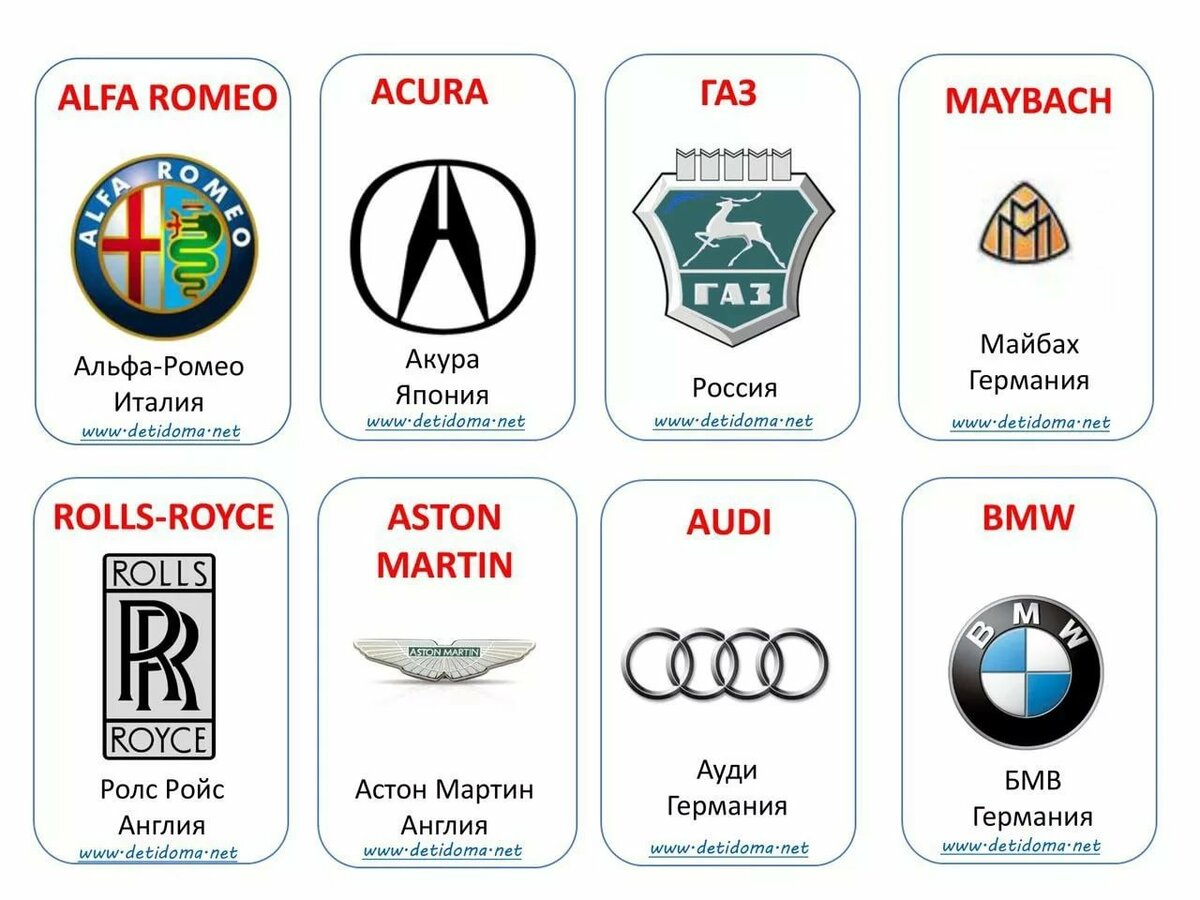 ALFA ROMEO
ALFA ROMEO
Альфа-Ромео
Италия
www.detidoma.net
ACURA
Акура
Япония
www.detidoma.net
ГАЗ
ГАЗ
Россия
www.detidoma.net
MAYBACH
Майбах
Германия
www.detidoma.net
ROLLS-ROYCE
ROLLS
RR
ROYCE
Ролс Ройс
Англия
www.detidoma.net
ASTON
MARTIN
ASTON MARTIN
Астон Мартин
Англия
www.detidoma.net
AUDI
Ауди
Германия
www.detidoma.net
BMW
BMW
БМВ
Германия
www.detidoma.net